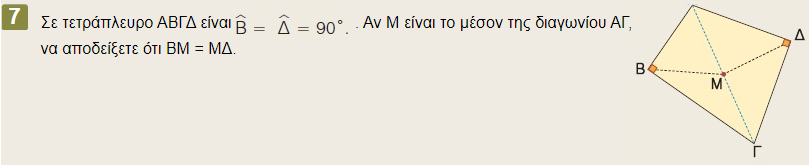 7 Σε τετράπλευρο ΑΒΓΔ είναι B̂ = Δ̂ = 90°. . Αν Μ είναι το μέσον της διαγωνίου ΑΓ,
να αποδείξετε ότι ΒΜ = ΜΔ.
Δ
Β
Μ
Γ